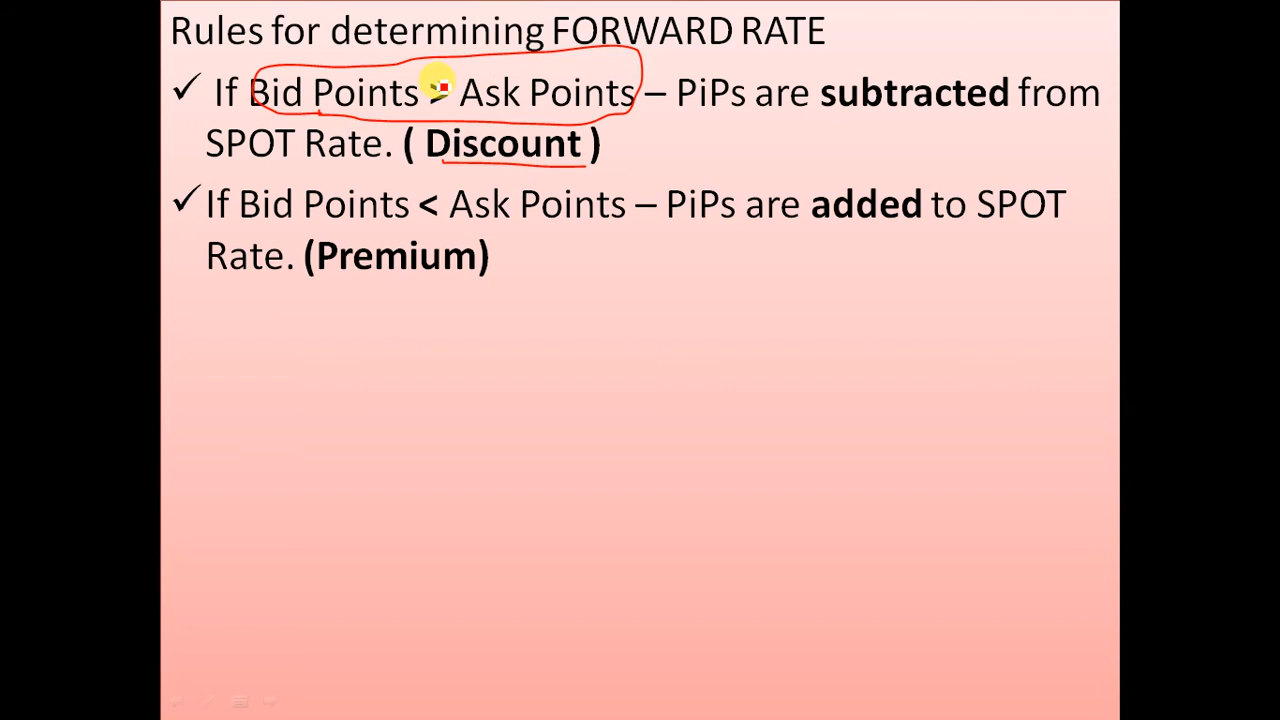 Rules for determining FORWARD RATE
✓ If Bid Points > Ask Points – PiPs are subtracted from
SPOT Rate. ( Discount )
✓ If Bid Points < Ask Points – PiPs are added to SPOT
Rate. (Premium)